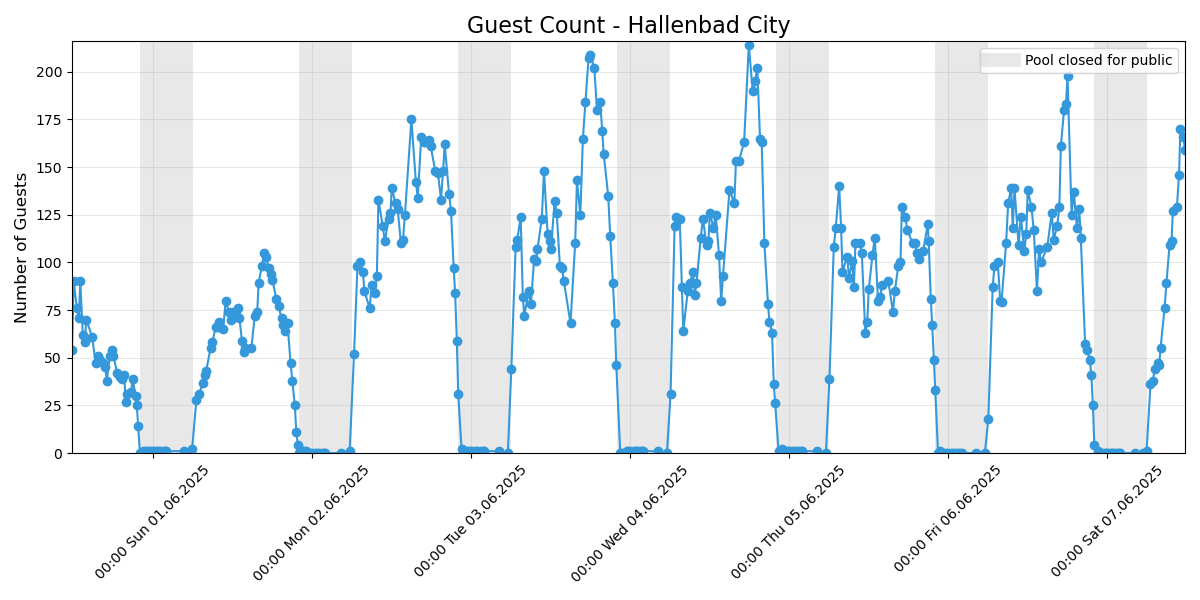 Guest Count - Hallenbad City
Pool closed for public
Number of Guests
200
175
150
125
100
75
50
25
0
00:00 Sun 01.06.2025
00:00 Mon 02.06.2025
00:00 Tue 03.06.2025
00:00 Wed 04.06.2025
00:00 Thu 05.06.2025
00:00 Fri 06.06.2025
00:00 Sat 07.06.2025